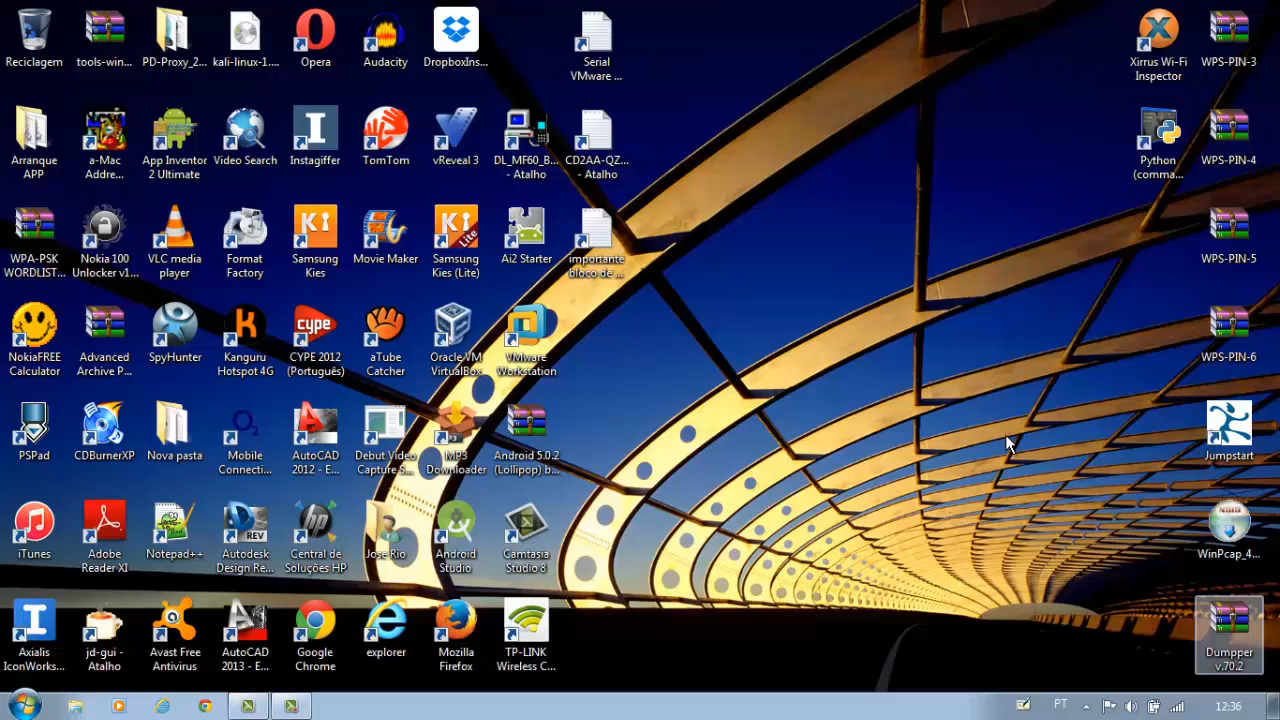 Reciclagem
tools-win...
PD-Proxy_2...
kali-linux-1....
Opera
Audacity
DropboxIns...
Serial
VMware ...
Xirrus Wi-Fi
Inspector
WPS-PIN-3
Arranque
APP
a-Mac
Addre...
App Inventor
2 Ultimate
Video Search
Instagiffer
TomTom
vReveal 3
DL_MF60_B...
- Atalho
CD2AA-QZ...
- Atalho
Python
(comma...
WPS-PIN-4
WPA-PSK
WORDLIST...
Nokia 100
Unlocker v1...
VLC media
player
Format
Factory
Samsung
Kies
Movie Maker
Samsung
Kies (Lite)
Ai2 Starter
importante
bloco de ...
WPS-PIN-5
NokiaFREE
Calculator
Advanced
Archive P...
SpyHunter
Kanguru
Hotspot 4G
cype
CYPE 2012
(Português)
aTube
Catcher
Oracle VM
VirtualBox
VMware
Workstation
WPS-PIN-6
PSPad
CDBurnerXP
Nova pasta
Mobile
Connecti...
AutoCAD
2012 - E...
Debut Video
Capture S...
MP3
Downloader
Android 5.0.2
(Lollipop) b...
Jumpstart
iTunes
Adobe
Reader XI
Notepad++
REV
Autodesk
Design Re...
Central de
Soluções HP
Jose Rio
Android
Studio
Camtasia
Studio 8
NSIS
WinPcap_4...
Axialis
IconWorks...
jd-gui -
Atalho
Avast Free
Antivirus
AutoCAD
2013 - E...
Google
Chrome
explorer
Mozilla
Firefox
TP-LINK
Wireless C...
Dumpper
v.70.2
PT
12:36